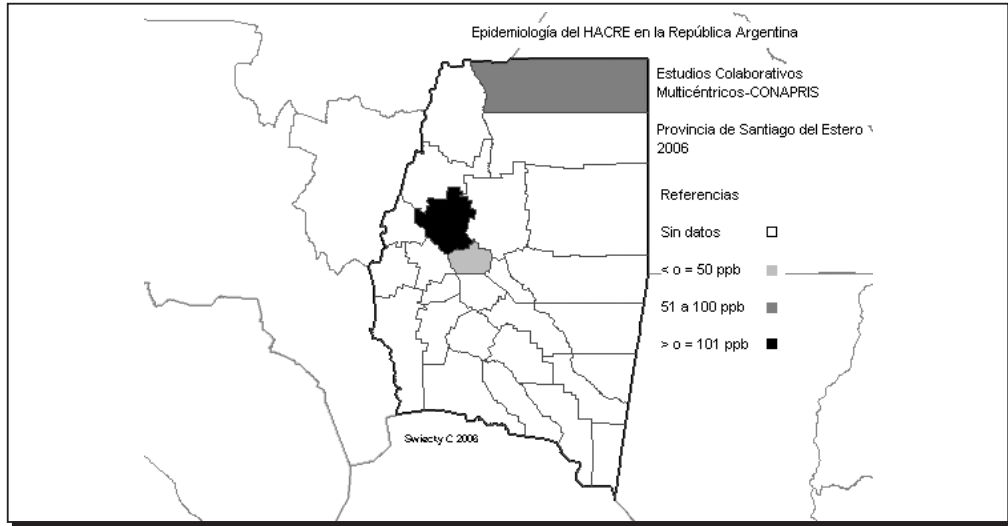 Epidemiología del HACRE en la República Argentina
Estudios Colaborativos
Multicéntricos-CONAPRIS
Provincia de Santiago del Estero
2006
Referencias
Sin datos
< o = 50 ppb
51 a 100 ppb
> o = 101 ppb
Swiecty C 2006